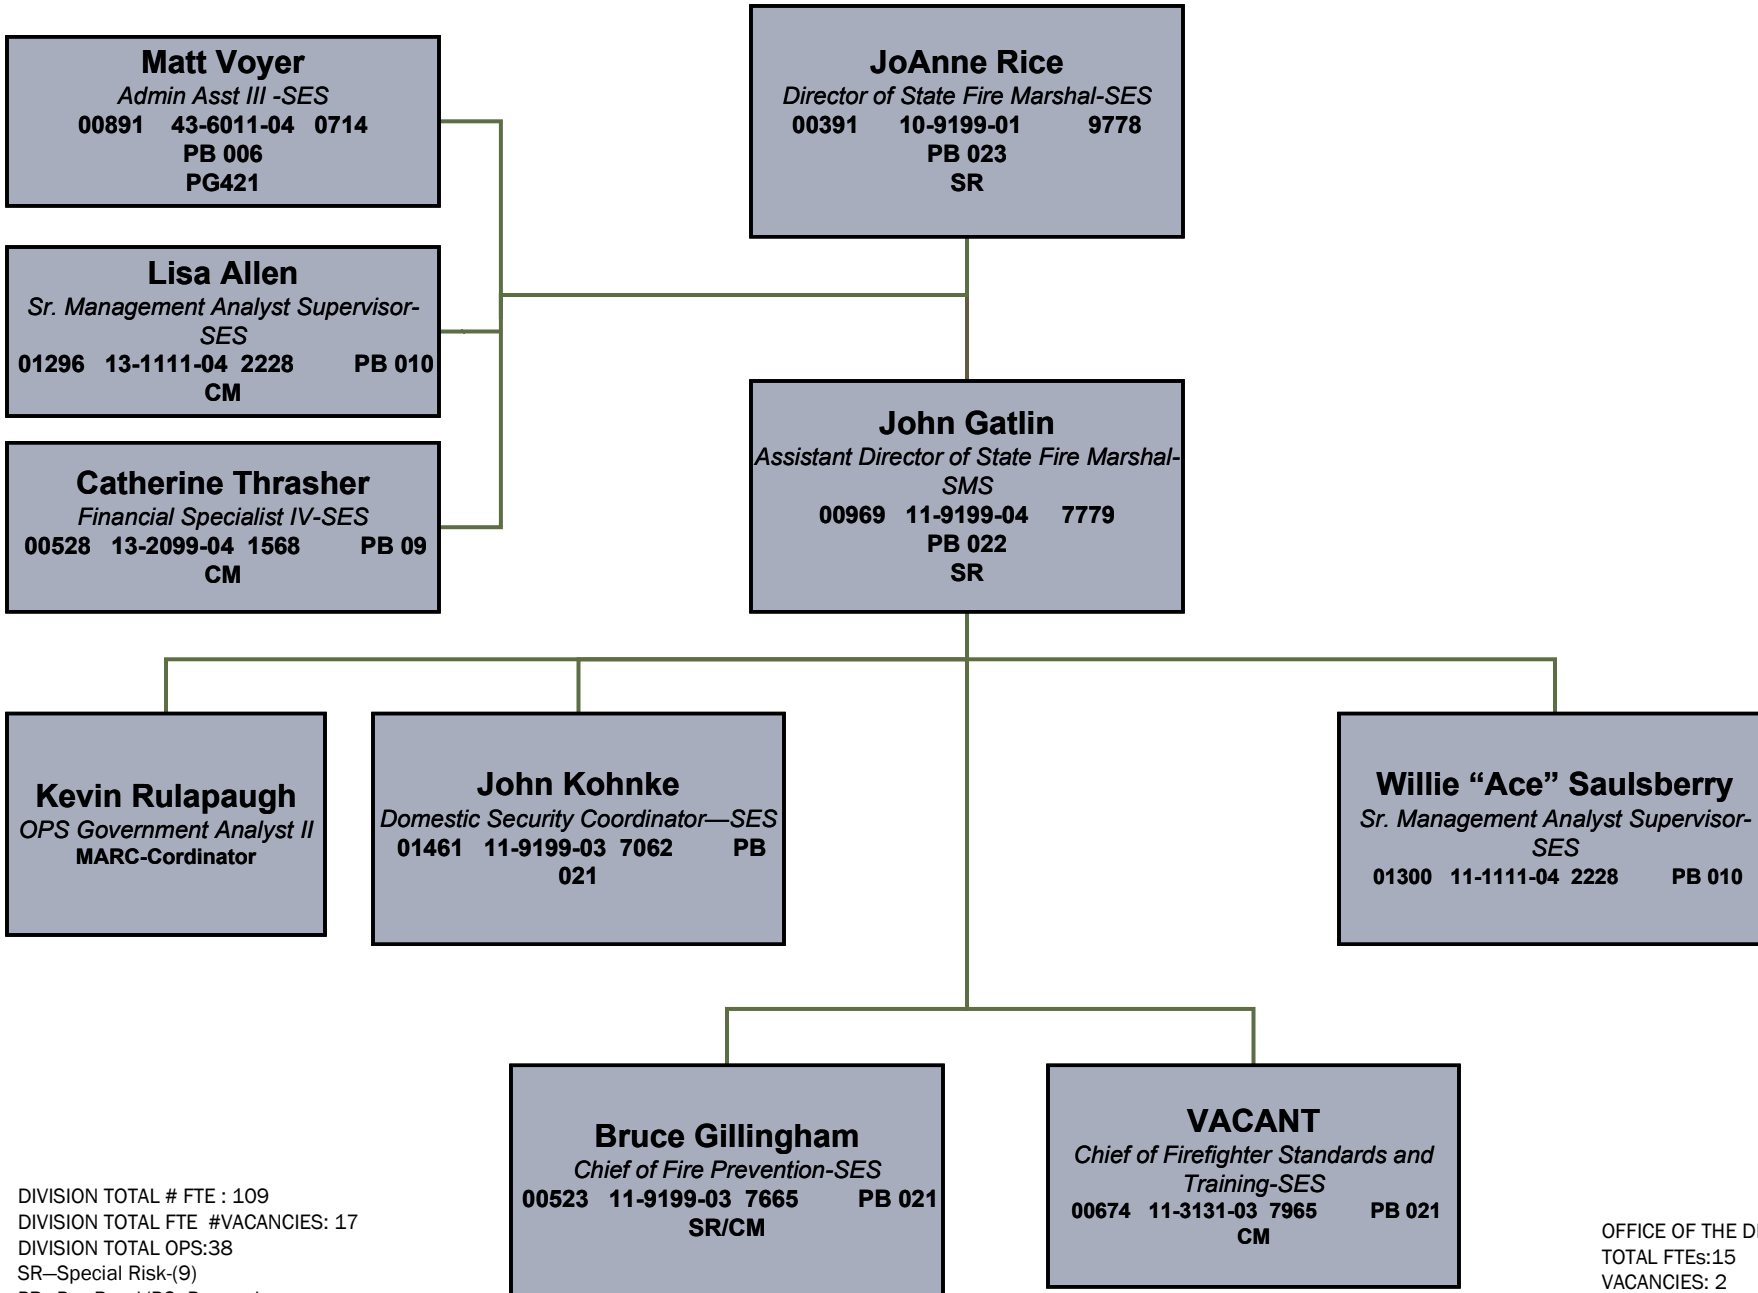 Matt Voyer
Admin Asst III -SES
00891 43-6011-04 0714
PB 006
PG421
JoAnne Rice
Director of State Fire Marshal-SES
00391 10-9199-01 9778
PB 023
SR
Lisa Allen
Sr. Management Analyst Supervisor-
SES
01296 13-1111-04 2228 PB 010
CM
Catherine Thrasher
Financial Specialist IV-SES
00528 13-2099-04 1568 PB 09
CM
John Gatlin
Assistant Director of State Fire Marshal-
SMS
00969 11-9199-04 7779
PB 022
SR
Kevin Rulapaugh
OPS Government Analyst II
MARC-Cordinator
John Kohnke
Domestic Security Coordinator—SES
01461 11-9199-03 7062 PB
021
Willie “Ace” Saulsberry
Sr. Management Analyst Supervisor-
SES
01300 11-1111-04 2228 PB 010
Bruce Gillingham
Chief of Fire Prevention-SES
00523 11-9199-03 7665 PB 021
SR/CM
VACANT
Chief of Firefighter Standards and
Training-SES
00674 11-3131-03 7965 PB 021
CM
DIVISION TOTAL # FTE : 109
DIVISION TOTAL FTE #VACANCIES: 17
DIVISION TOTAL OPS:38
SR—Special Risk-(9)
OFFICE OF THE
TOTAL FTEs:15
VACANCIES: 2